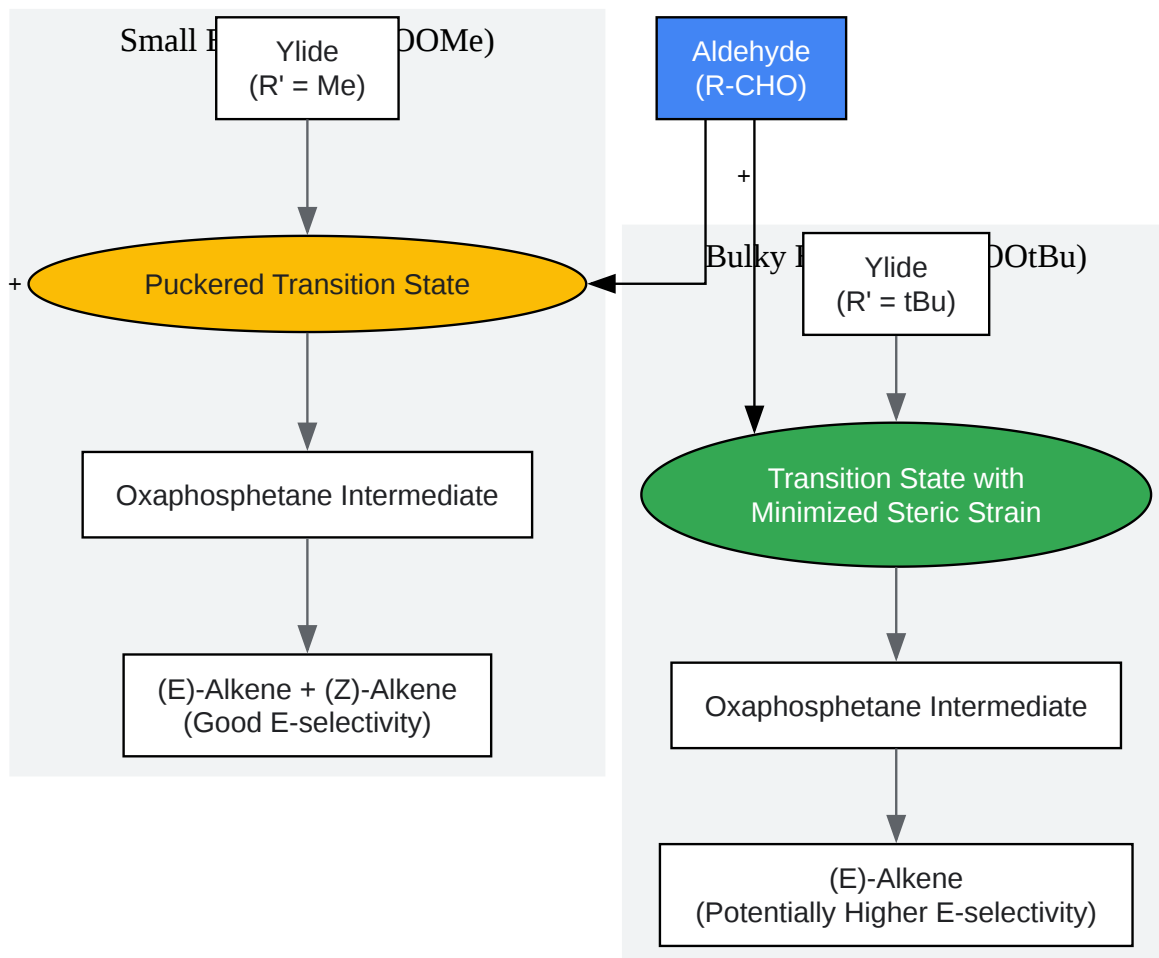 Small
OOMe)
Ylide
(R' = Me)
Aldehyde
(R-CHO)
+
Bulky
OOtBu)
Ylide
(R' = tBu)
+
Puckered Transition State
Transition State with
Minimized Steric Strain
Oxaphosphetane Intermediate
(E)-Alkene + (Z)-Alkene
(Good E-selectivity)
Oxaphosphetane Intermediate
(E)-Alkene
(Potentially Higher E-selectivity)